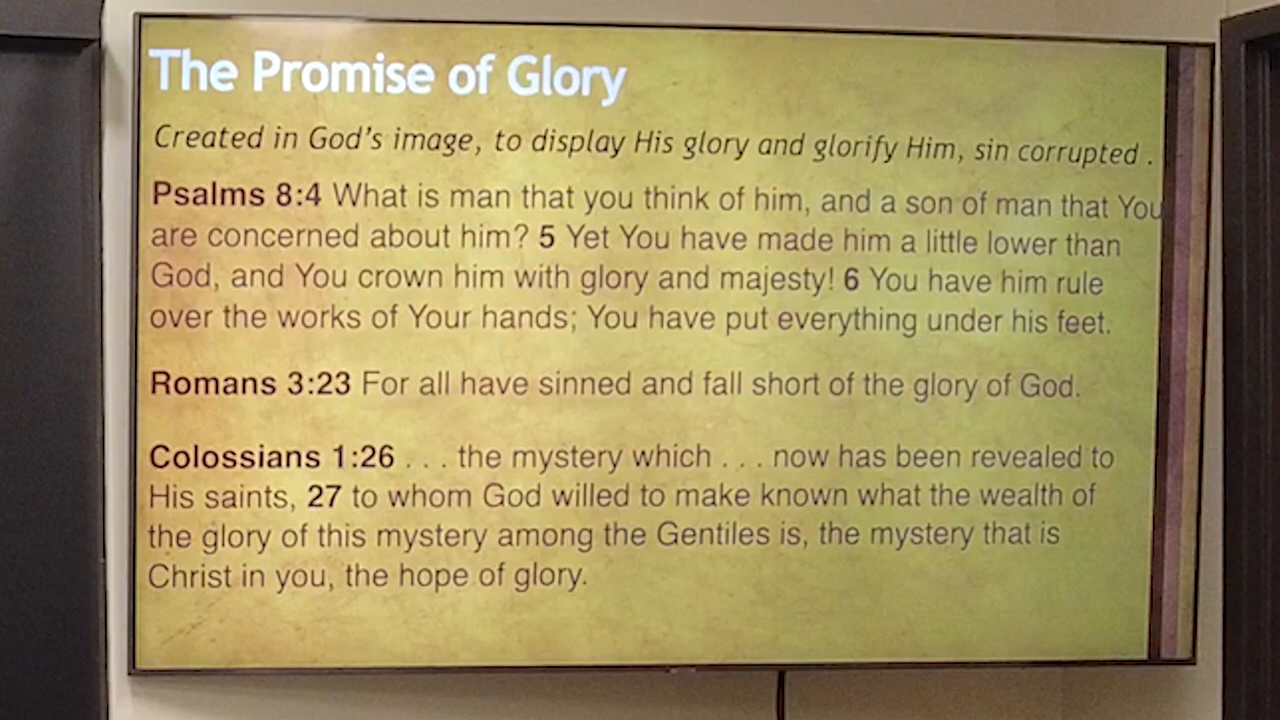 The Promise of Glory
Created in God's image, to display His glory and glorify Him, sin corrupted .
Psalms 8:4 What is man that you think of him, and a son of man that You
are concerned about him? 5 Yet You have made him a little lower than
God, and You crown him with glory and majesty! 6 You have him rule
over the works of Your hands; You have put everything under his feet.
Romans 3:23 For all have sinned and fall short of the glory of God.
Colossians 1:26 . . . the mystery which . . . now has been revealed to
His saints, 27 to whom God willed to make known what the wealth of
the glory of this mystery among the Gentiles is, the mystery that is
Christ in you, the hope of glory.